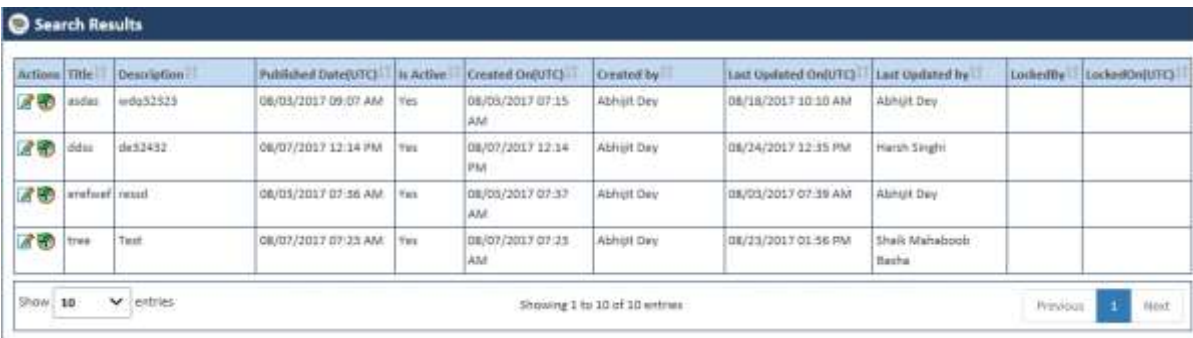 Search Results
Actions Title Description Published Date(UTC) Is Active Created On(UTC) Created by Last Updated On(UTC) Last Updated by LockedBy LockedOn(UTC)
asdas 08/03/2017 09:07 AM Yes 08/03/2017 07:15 Abhijit Dey 08/18/2017 10:10 AM Abhijit Dey
AM
de32432 08/07/2017 12:14 PM Yes 08/07/2017 12:14 Abhijit Dey 08/24/2017 12:35 PM Harsh Singhi
PM
08/03/2017 07:36 AM Yes 08/03/2017 07:37 Abhijit Dey 08/03/2017 07:39 AM Abhijit Dey
AM
tree Test 08/07/2017 07:23 AM Yes 08/07/2017 07:23 Abhijit Dey 08/23/2017 01:56 PM Shaik Mahaboob
AM Basha
Show 10 entries Showing 1 to 10 of 10 entries Previous 1 Next